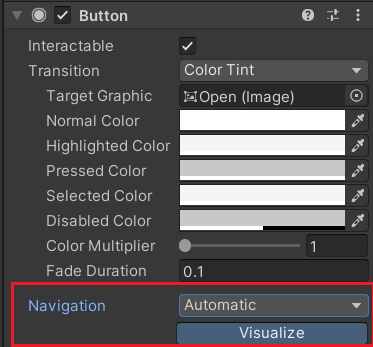 Button
Interactable
Transition Color Tint
Target Graphic Open (Image)
Normal Color
Highlighted Color
Pressed Color
Selected Color
Disabled Color
Color Multiplier 1
Fade Duration 0.1
Navigation Automatic
Visualize